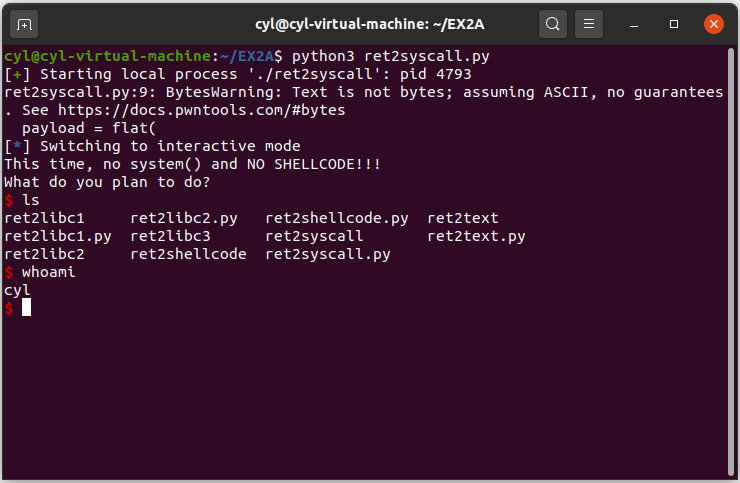 cyl@cyl-virtual-machine: ~/EX2A
cyl@cyl-virtual-machine:~/EX2A$ python3 ret2syscall.py
[+] Starting local process './ret2syscall': pid 4793
ret2syscall.py:9: BytesWarning: Text is not bytes; assuming ASCII, no guarantees
. See https://docs.pwntools.com/#bytes
  payload = flat(
[*] Switching to interactive mode
This time, no system() and NO SHELLCODE!!!
What do you plan to do?
$ ls
ret2libc1     ret2libc2.py   ret2shellcode.py  ret2text
ret2libc1.py  ret2libc3      ret2syscall       ret2text.py
ret2libc2     ret2shellcode  ret2syscall.py
$ whoami
cyl
$